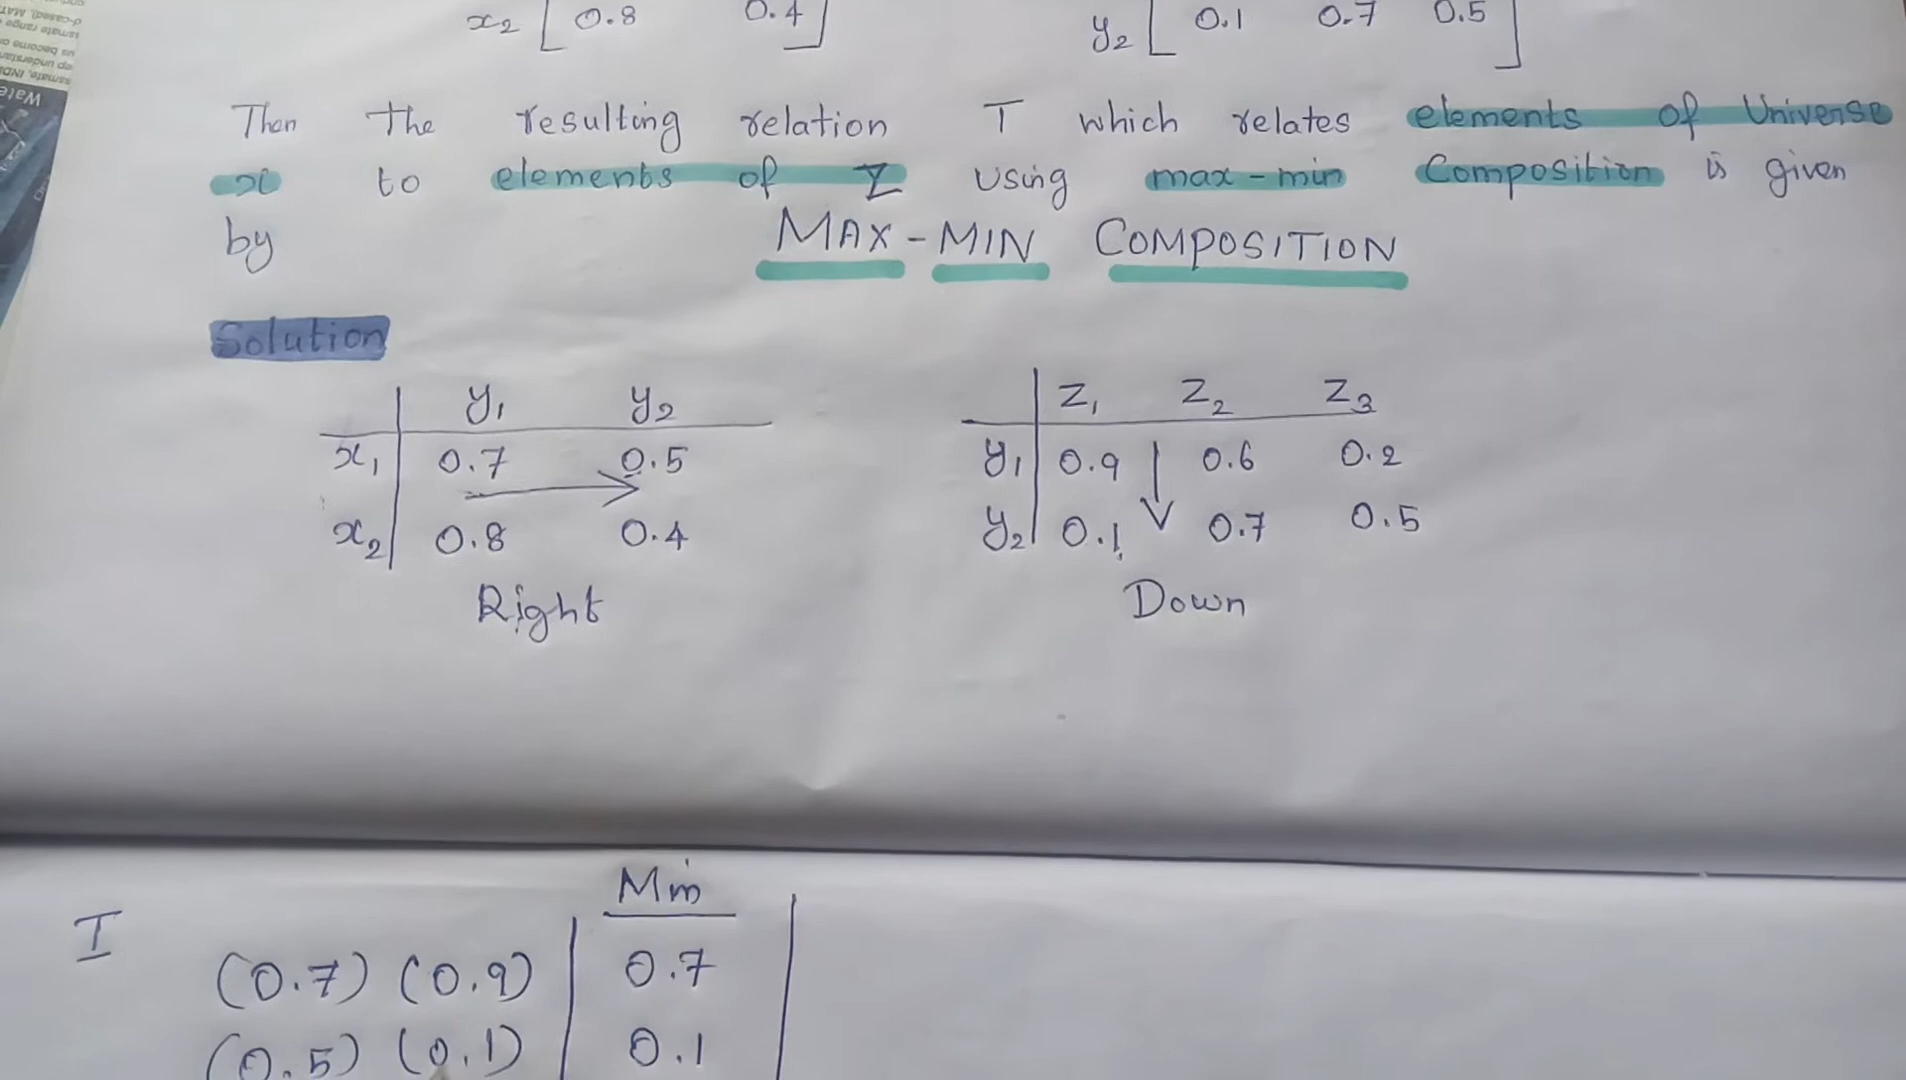 x₂ [ 0.8 0.4 ] y₂ [ 0.1 0.7 0.5 ]
Then the resulting relation T which relates elements of Universe
x to elements of Z using max-min Composition is given
by MAX-MIN COMPOSITION
Solution
y₁ y₂
x₁ 0.7 0.5
x₂ 0.8 0.4
Right
z₁ z₂ z₃
y₁ 0.9 0.6 0.2
y₂ 0.1 0.7 0.5
Down
Min
I (0.7) (0.9) 0.7
(0.5) (0.1) 0.1